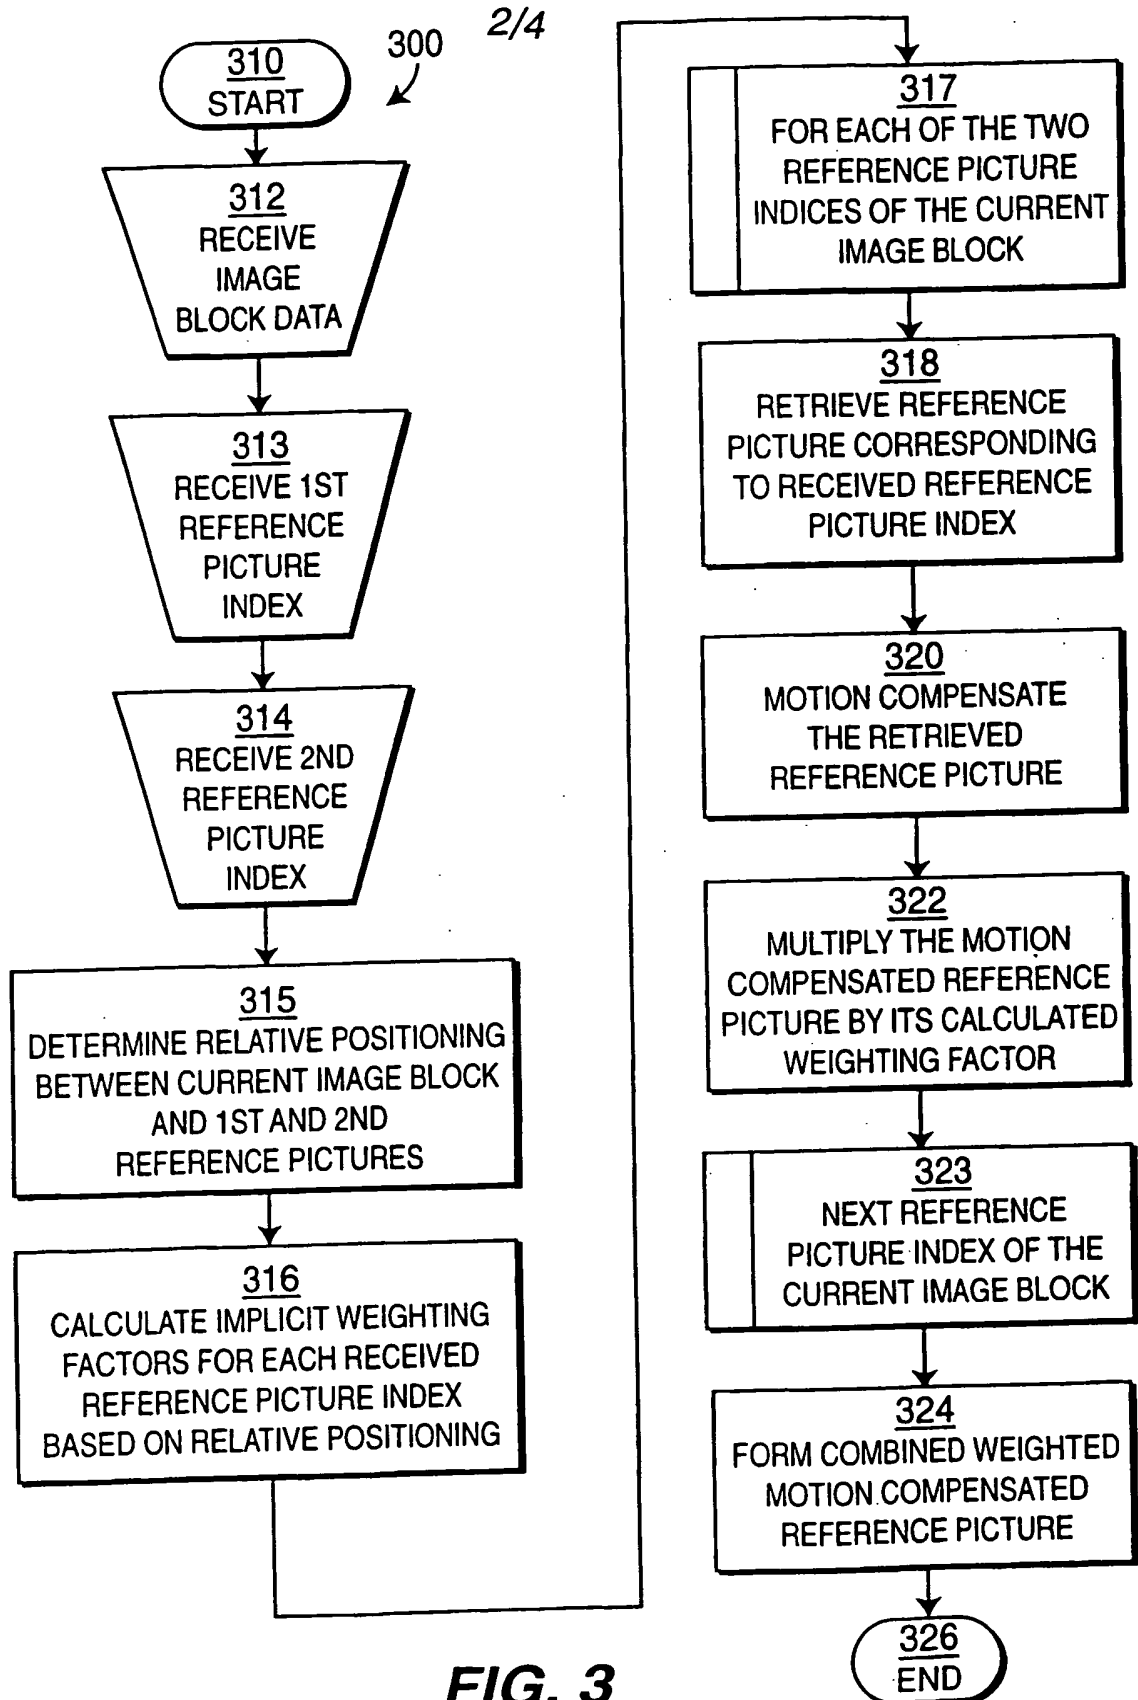 2/4
300
310
START
312
RECEIVE
IMAGE
BLOCK DATA
313
RECEIVE 1ST
REFERENCE
PICTURE
INDEX
314
RECEIVE 2ND
REFERENCE
PICTURE
INDEX
315
DETERMINE RELATIVE POSITIONING
BETWEEN CURRENT IMAGE BLOCK
AND 1ST AND 2ND
REFERENCE PICTURES
316
CALCULATE IMPLICIT WEIGHTING
FACTORS FOR EACH RECEIVED
REFERENCE PICTURE INDEX
BASED ON RELATIVE POSITIONING
317
FOR EACH OF THE TWO
REFERENCE PICTURE
INDICES OF THE CURRENT
IMAGE BLOCK
318
RETRIEVE REFERENCE
PICTURE CORRESPONDING
TO RECEIVED REFERENCE
PICTURE INDEX
320
MOTION COMPENSATE
THE RETRIEVED
REFERENCE PICTURE
322
MULTIPLY THE MOTION
COMPENSATED REFERENCE
PICTURE BY ITS CALCULATED
WEIGHTING FACTOR
323
NEXT REFERENCE
PICTURE INDEX OF THE
CURRENT IMAGE BLOCK
324
FORM COMBINED WEIGHTED
MOTION COMPENSATED
REFERENCE PICTURE
326
END
FIG. 3